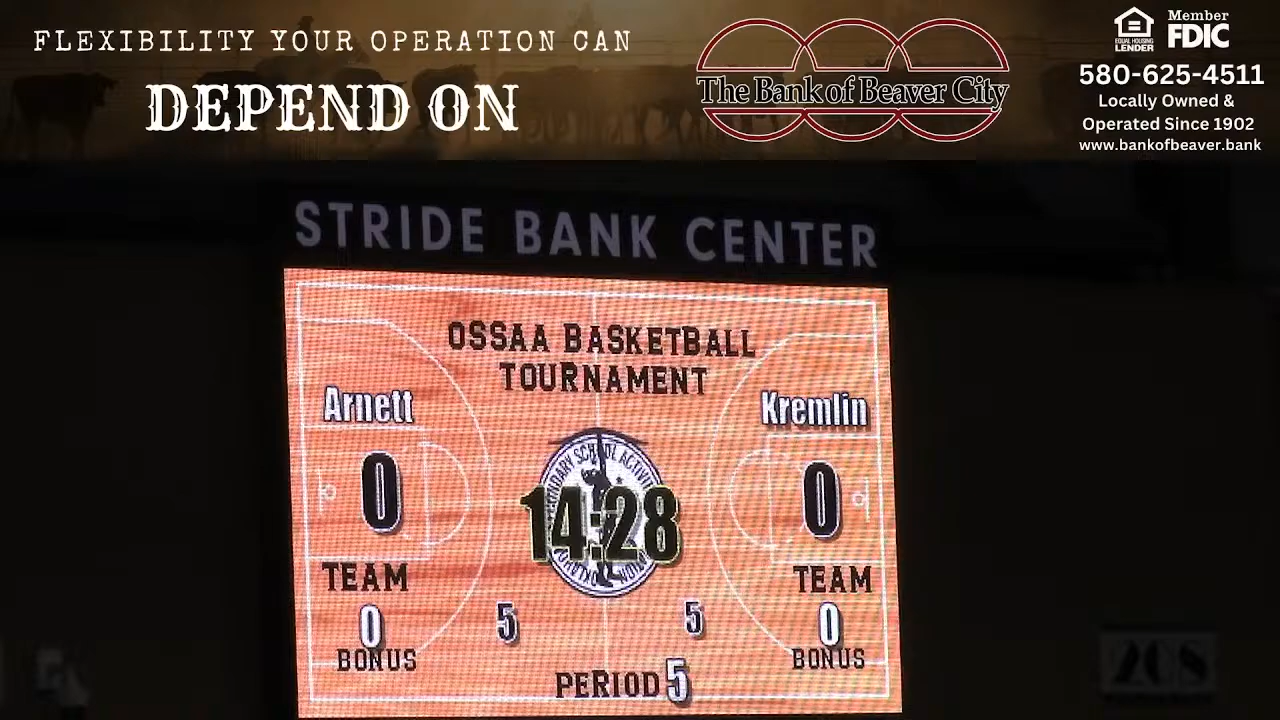 FLEXIBILITY YOUR OPERATION CAN
DEPEND ON
The Bank of Beaver City
EQUAL HOUSING
LENDER
Member
FDIC
580-625-4511
Locally Owned &
Operated Since 1902
www.bankofbeaver.bank
STRIDE BANK CENTER
OSSAA BASKETBALL
TOURNAMENT
Arnett
Kremlin
0
14:28
0
TEAM
TEAM
0
5
5
0
BONUS
BONUS
PERIOD 5